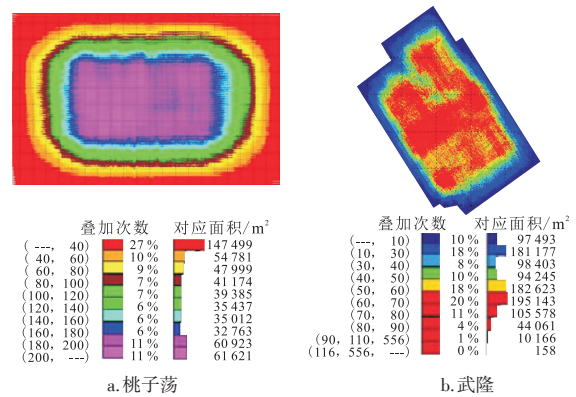 叠加次数 对应面积/m²
(---, 40) 27 % 147 499
(40, 60) 10 % 54 781
(60, 80) 9 % 47 999
(80, 100) 7 % 41 174
(100, 120) 7 % 39 385
(120, 140) 6 % 35 437
(140, 160) 6 % 35 012
(160, 180) 6 % 32 763
(180, 200) 11 % 60 923
(200, ---) 11 % 61 621
a.桃子荡
叠加次数 对应面积/m²
(---, 10) 10 % 97 493
(10, 30) 18 % 181 177
(30, 40) 8 % 98 403
(40, 50) 10 % 94 245
(50, 60) 18 % 182 623
(60, 70) 20 % 195 143
(70, 80) 11 % 105 578
(80, 90) 4 % 44 061
(90, 110, 556) 1 % 10 166
(116, 556, ---) 0 % 158
b.武隆